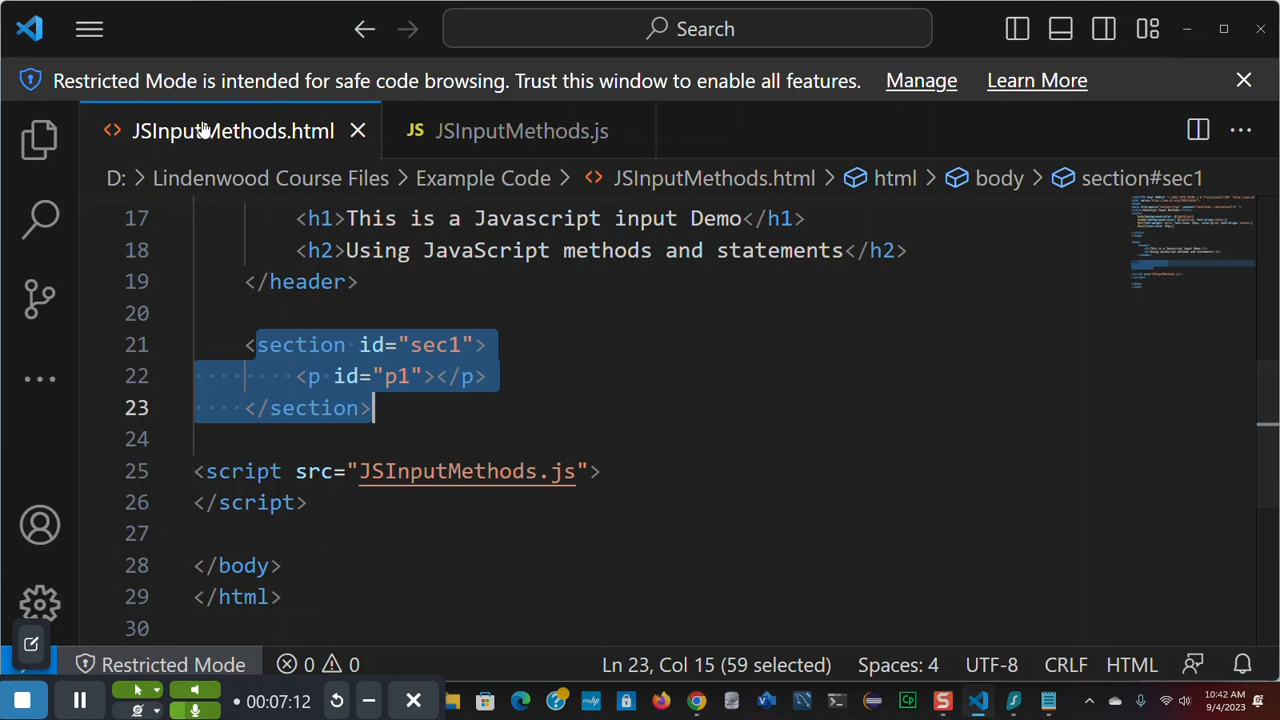 Search
Restricted Mode is intended for safe code browsing. Trust this window to enable all features. Manage Learn More
JSInputMethods.html JS JSInputMethods.js
D: > Lindenwood Course Files > Example Code > JSInputMethods.html > html > body > section#sec1
17 <h1>This is a Javascript input Demo</h1>
18 <h2>Using JavaScript methods and statements</h2>
19 </header>
20
21 <section id="sec1">
22 <p id="p1"></p>
23 </section>
24
25 <script src="JSInputMethods.js">
26 </script>
27
28 </body>
29 </html>
30
Restricted Mode 0 0 Ln 23, Col 15 (59 selected) Spaces: 4 UTF-8 CRLF HTML
00:07:12 10:42 AM
9/4/2023